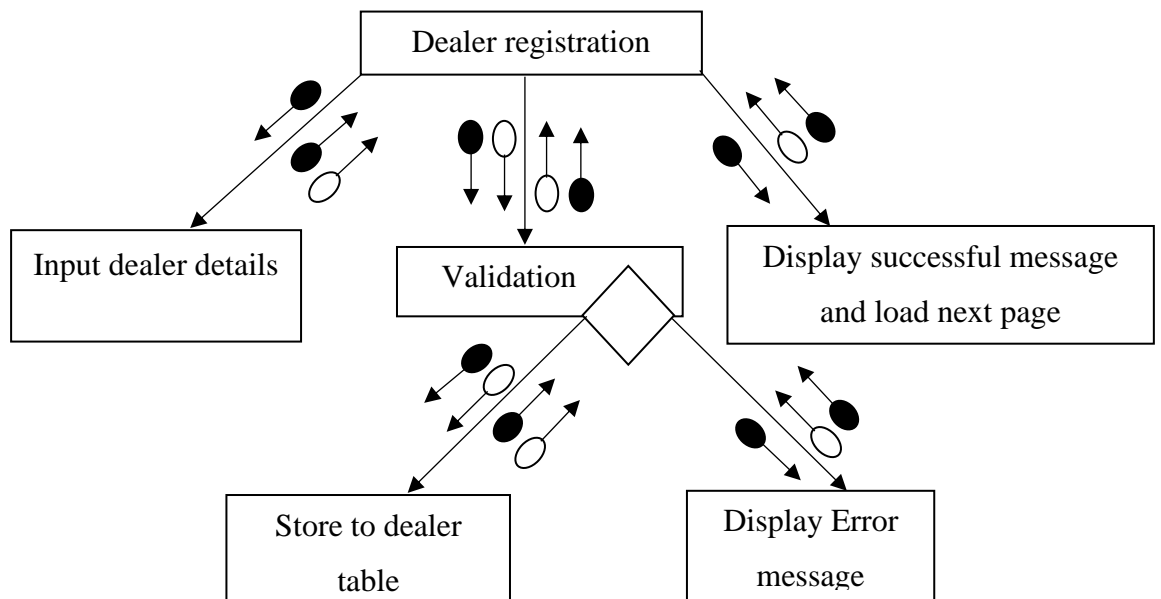 Dealer registration
Input dealer details
Validation
Display successful message
and load next page
Store to dealer
table
Display Error
message